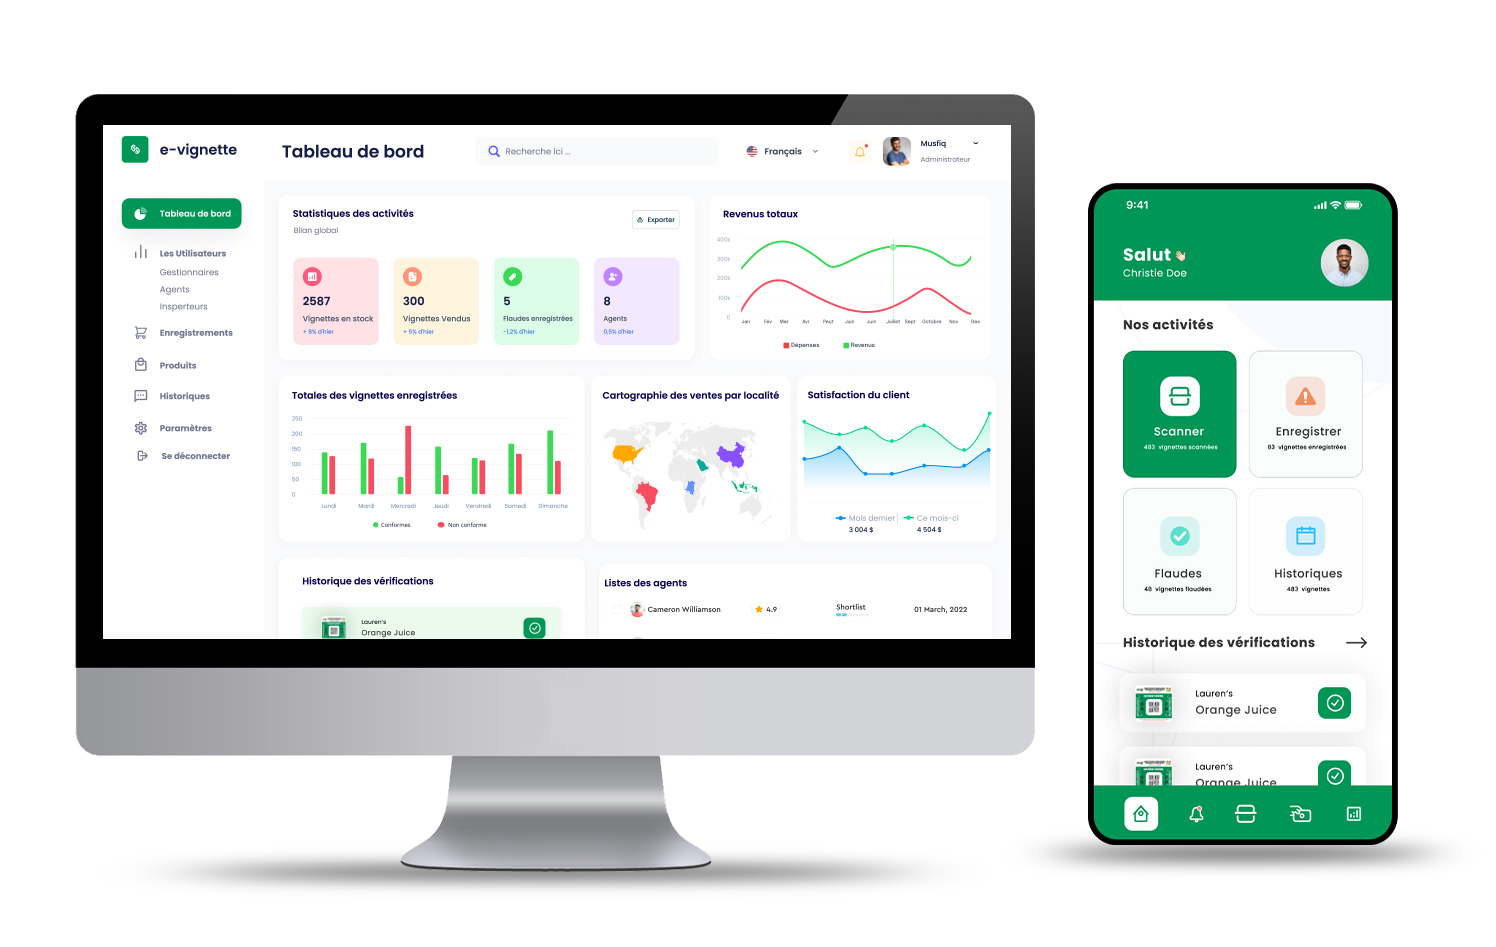 e-vignette
Tableau de bord
Recherche ici ...
Français
Musfiq
Administrateur
Tableau de bord
Les Utilisateurs
Gestionnaires
Agents
Insperteurs
Enregistrements
Produits
Historiques
Paramètres
Se déconnecter
Statistiques des activités
Bilan global
Exporter
2587
Vignettes en stock
+ 8% d'hier
300
Vignettes Vendus
+ 5% d'hier
5
Flaudes enregistrées
-1,2% d'hier
8
Agents
0,5% d'hier
Revenus totaux
400k
300k
200k
100k
0
Jan Fév Mar Avr Peut Juin Juin Juillet Sept Octobre Nov Des
Dépenses Revenus
Totales des vignettes enregistrées
250
200
150
100
50
0
Lundi Mardi Mercredi Jeudi Vendredi Samedi Dimanche
Conformes Non conforme
Cartographie des ventes par localité
Satisfaction du client
Mois dernier Ce mois-ci
3 004 $ 4 504 $
Historique des vérifications
Lauren's
Orange Juice
Listes des agents
Cameron Williamson 4.9 Shortlist 01 March, 2022
9:41
Salut
Christie Doe
Nos activités
Scanner
483 vignettes scannées
Enregistrer
83 vignettes enregistrées
Flaudes
48 vignettes flaudées
Historiques
483 vignettes
Historique des vérifications
Lauren's
Orange Juice
Lauren's
Orange Juice